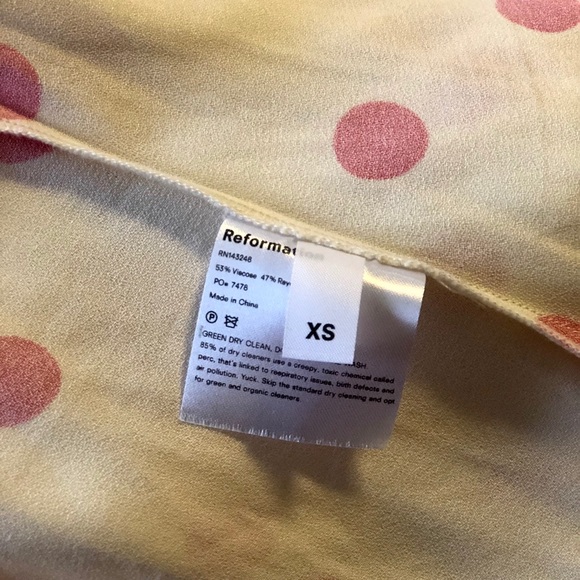 Reformat
RN143246
53% Viscose 47% Ray
PO# 7478
Made in China
P
XS
GREEN DRY CLEAN, D
85% of dry cleaners use a creepy, toxic chemical called
perc, that's linked to respiratory issues, birth defects and
air pollution. Yuck. Skip the standard dry cleaning and opt
for green and organic cleaners.